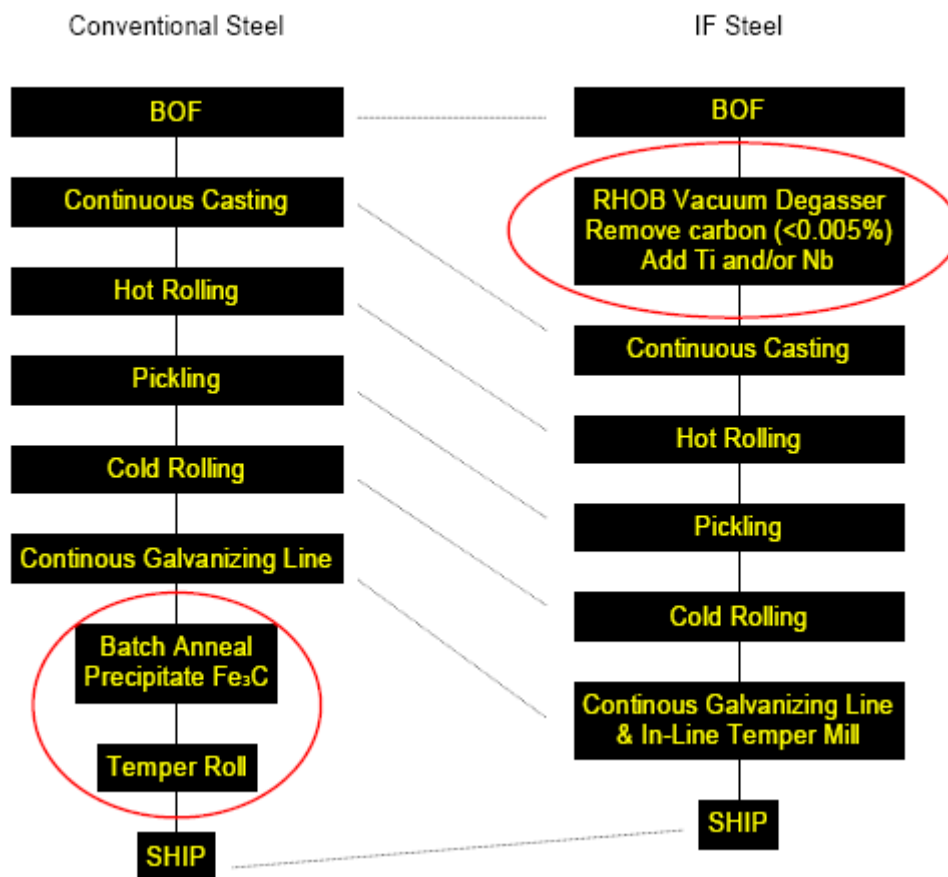 Conventional Steel
BOF
Continuous Casting
Hot Rolling
Pickling
Cold Rolling
Continous Galvanizing Line
Batch Anneal
Precipitate Fe₃C
Temper Roll
SHIP
IF Steel
BOF
RHOB Vacuum Degasser
Remove carbon (<0.005%)
Add Ti and/or Nb
Continuous Casting
Hot Rolling
Pickling
Cold Rolling
Continous Galvanizing Line
& In-Line Temper Mill
SHIP